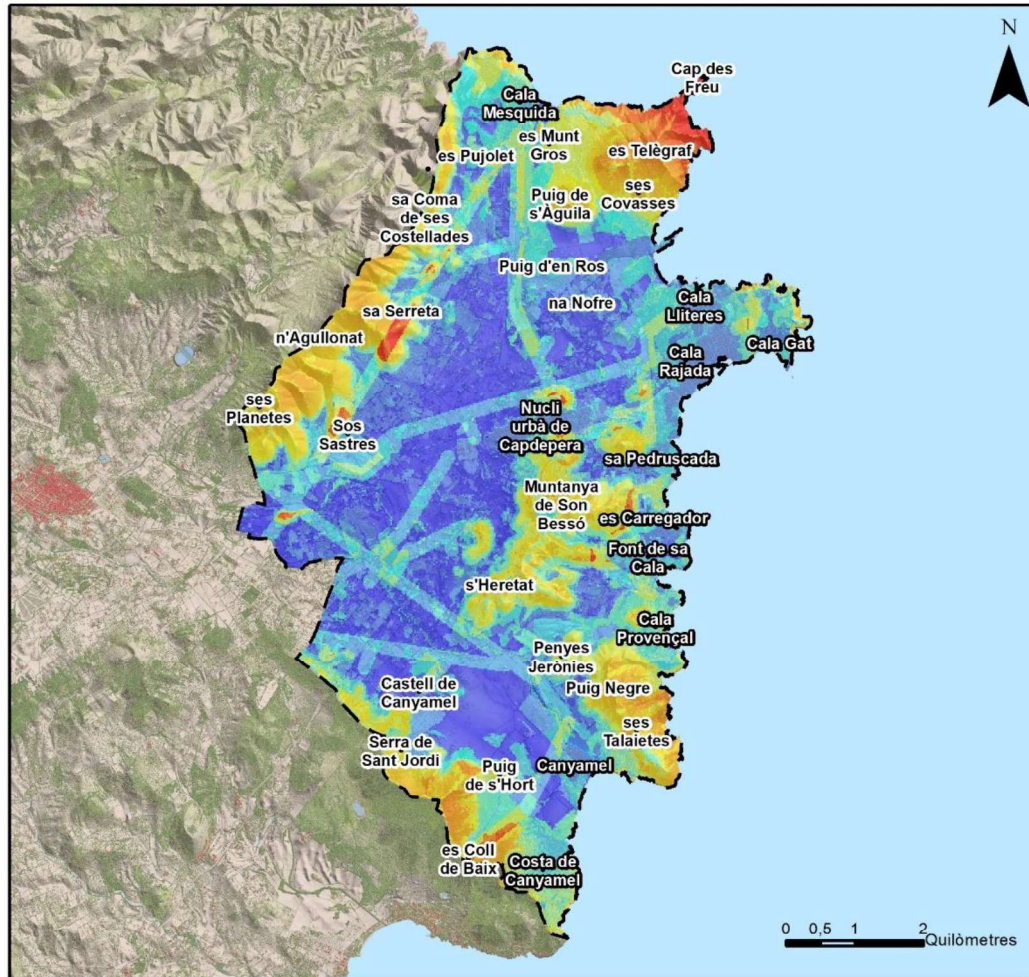 N
Cap des
Freu
Cala
Mesquida
es Munt
Gros
es Pujolet
es Telègraf
ses
Covasses
Puig de
s'Àguila
sa Coma
de ses
Costellades
Puig d'en Ros
na Nofre
Cala
Lliteres
sa Serreta
n'Agullonat
Cala Gat
Cala
Rajada
ses
Planetes
Sos
Sastres
Nucli
urbà de
Capdepera
sa Pedruscada
Muntanya
de Son
Bessó
es Carregador
Font de sa
Cala
s'Heretat
Cala
Provençal
Penyes
Jerònies
Castell de
Canyamel
Puig Negre
ses
Talaietes
Serra de
Sant Jordi
Puig
de s'Hort
Canyamel
es Coll
de Baix
Costa de
Canyamel
0 0,5 1 2
Quilòmetres